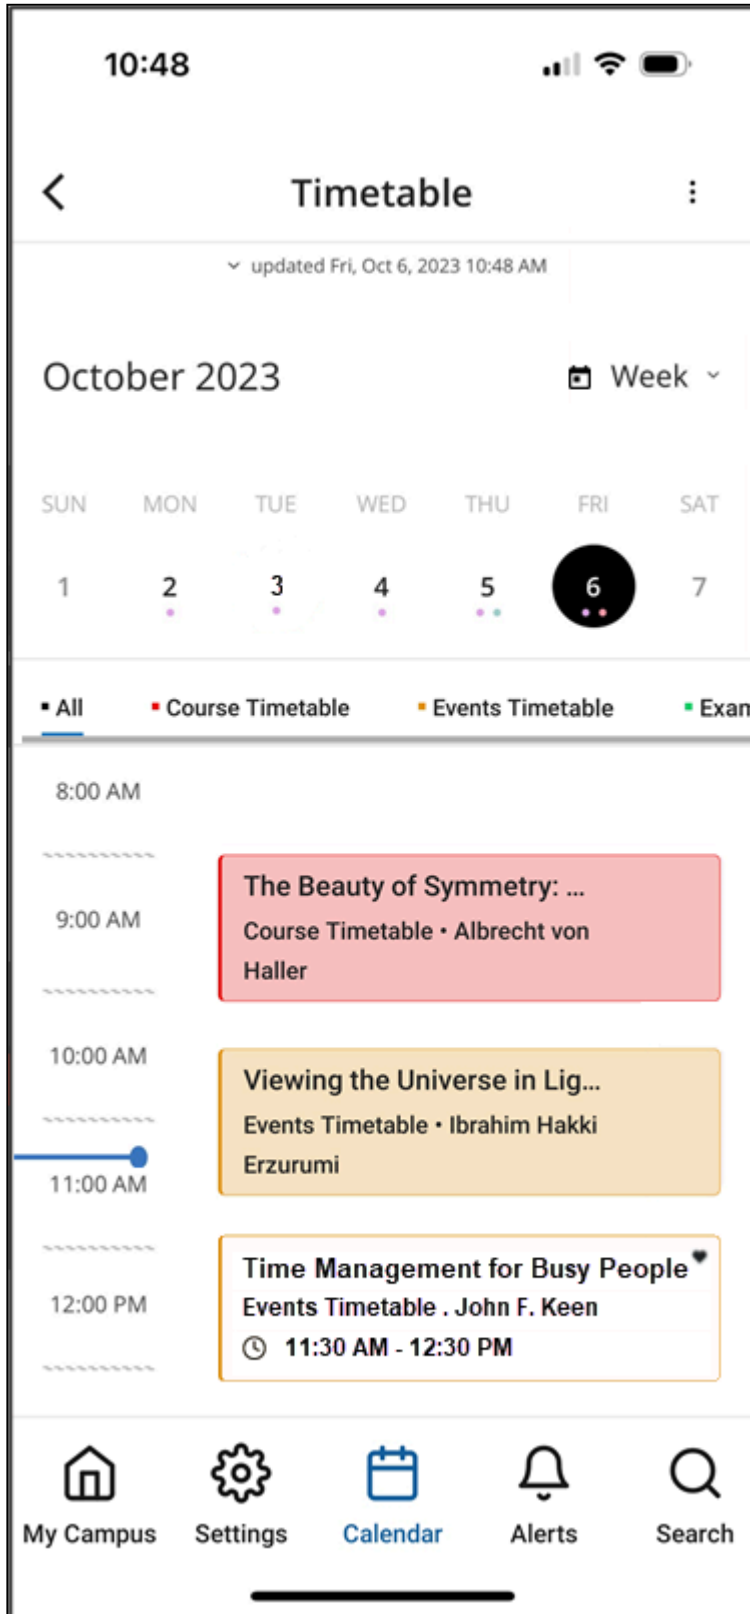 10:48
Timetable
updated Fri, Oct 6, 2023 10:48 AM
October 2023 Week
SUN MON TUE WED THU FRI SAT
1 2 3 4 5 6 7
All Course Timetable Events Timetable Exam
8:00 AM
The Beauty of Symmetry: ...
9:00 AM
Course Timetable • Albrecht von
Haller
10:00 AM
Viewing the Universe in Lig...
Events Timetable • Ibrahim Hakki
Erzurumi
11:00 AM
Time Management for Busy People
12:00 PM
Events Timetable . John F. Keen
11:30 AM - 12:30 PM
My Campus Settings Calendar Alerts Search